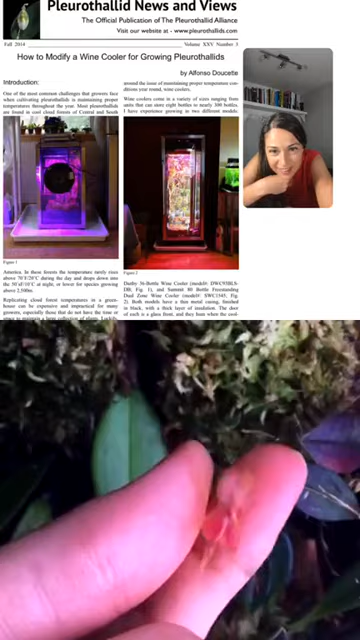 Pleurothallid News and Views
The Official Publication of The Pleurothallid Alliance
Visit our website at - www.pleurothallids.com
Fall 2014
Volume XXV Number 3
How to Modify a Wine Cooler for Growing Pleurothallids
by Alfonso Doucette
Introduction:
One of the most common challenges that growers face
when cultivating pleurothallids is maintaining proper
temperatures throughout the year. Most pleurothallids
are found in cool cloud forests of Central and South
Figure 1
America. In these forests the temperature rarely rises
above 70°F/20°C during the day and drops down into
the 50's°F/10°C at night, or lower for species growing
above 2,500m.
Replicating cloud forest temperatures in a green-
house can be expensive and impractical for many
growers, especially those that do not have the time or
space to maintain a large collection of plants. Luckily,
around the issue of maintaining proper temperature con-
ditions year round, wine coolers.
Wine coolers come in a variety of sizes ranging from
units that can store eight bottles to nearly 300 bottles.
I have experience growing in two different models.
Figure 2
Danby 36-Bottle Wine Cooler
DB, Fig. 1), and Summit 80 Bottle Freestanding
Dual Zone Wine Cooler
2). Both models have a thin metal casing, finished
in black, with a thick layer of insulation. The door
of each is a glass front, and they hum when the cool-